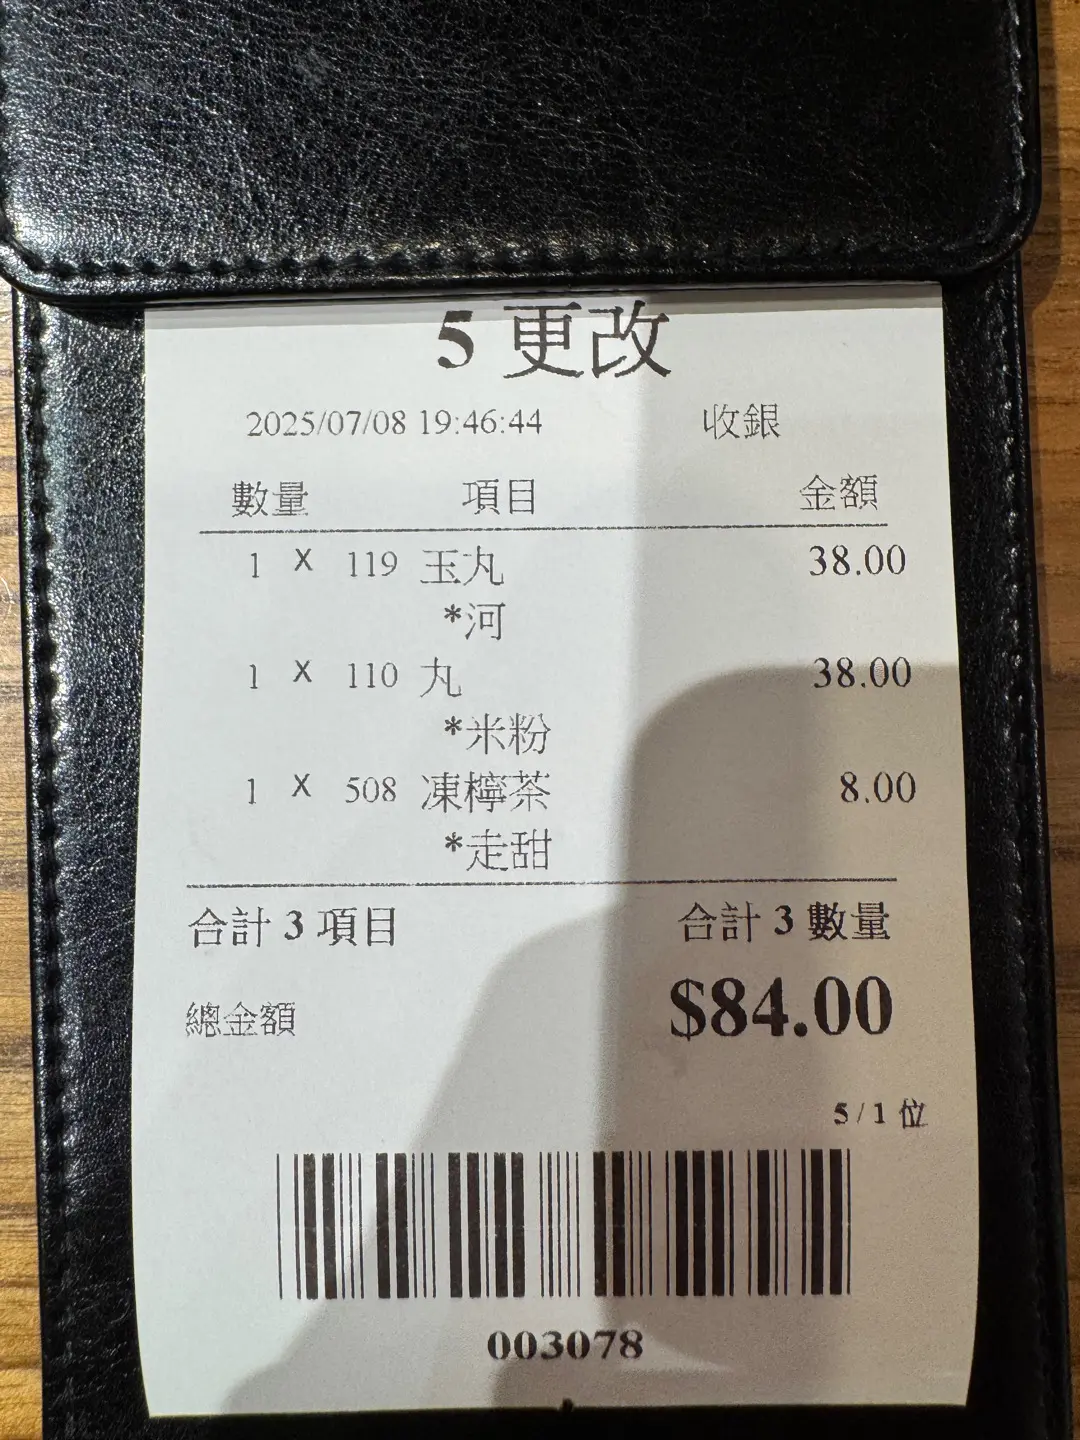 5 更改
2025/07/08 19:46:44 收銀
數量 項目 金額
1 X 119 玉丸 38.00
*河
1 X 110 丸 38.00
*米粉
1 X 508 凍檸茶 8.00
*走甜
合計 3 項目 合計 3 數量
總金額 $84.00
5 / 1 位
003078